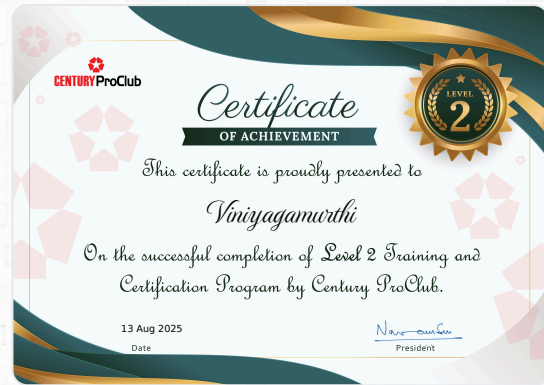 CENTURY ProClub
Certificate
OF ACHIEVEMENT
LEVEL
2
This certificate is proudly presented to
Viniyagamurthi
On the successful completion of Level 2 Training and
Certification Program by Century ProClub.
13 Aug 2025
Date
President